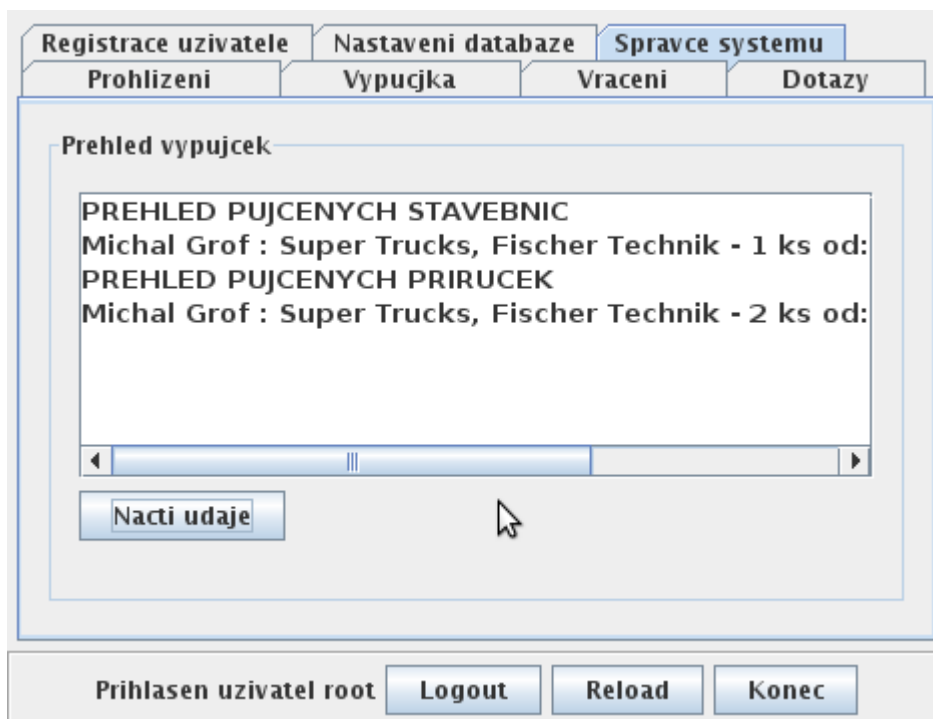 Registrace uzivatele Nastaveni databaze Spravce systemu
Prohlizeni Vypucjka Vraceni Dotazy
Prehled vypujcek
PREHLED PUJCENYCH STAVEBNIC
Michal Grof : Super Trucks, Fischer Technik - 1 ks od:
PREHLED PUJCENYCH PRIRUCEK
Michal Grof : Super Trucks, Fischer Technik - 2 ks od:
Nacti udaje
Prihlasen uzivatel root Logout Reload Konec